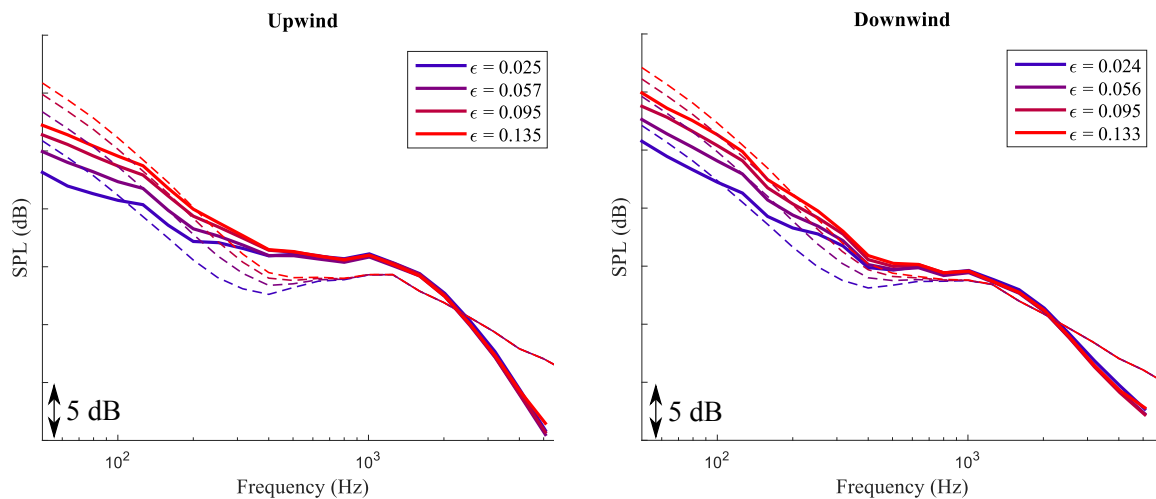 Upwind
ϵ = 0.025
ϵ = 0.057
ϵ = 0.095
ϵ = 0.135
SPL (dB)
5 dB
10²
10³
Frequency (Hz)
Downwind
ϵ = 0.024
ϵ = 0.056
ϵ = 0.095
ϵ = 0.133
SPL (dB)
5 dB
10²
10³
Frequency (Hz)